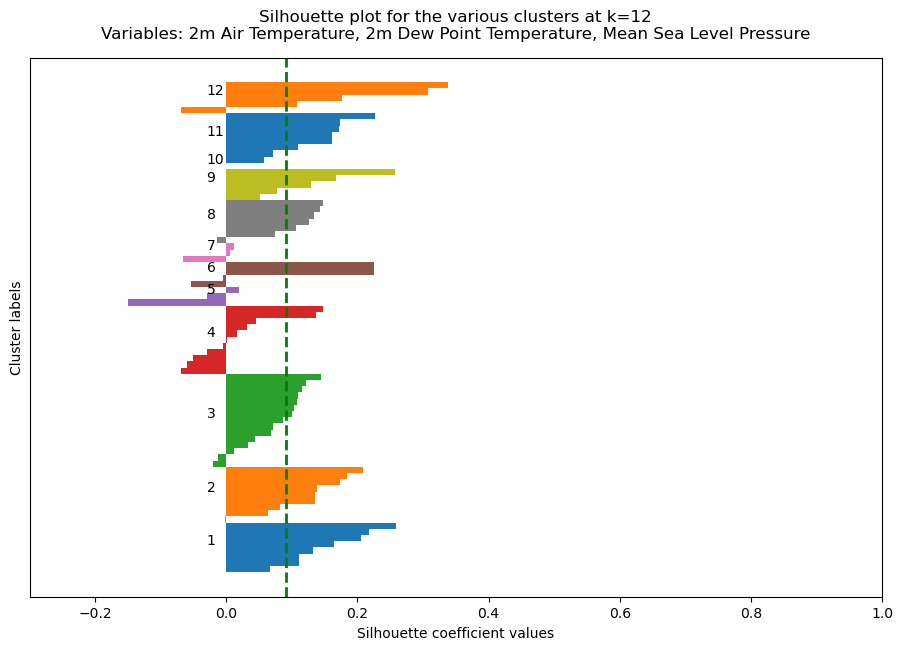 Silhouette plot for the various clusters at k=12
Variables: 2m Air Temperature, 2m Dew Point Temperature, Mean Sea Level Pressure
Cluster labels
12
11
10
9
8
7
6
5
4
3
2
1
−0.2 0.0 0.2 0.4 0.6 0.8 1.0
Silhouette coefficient values